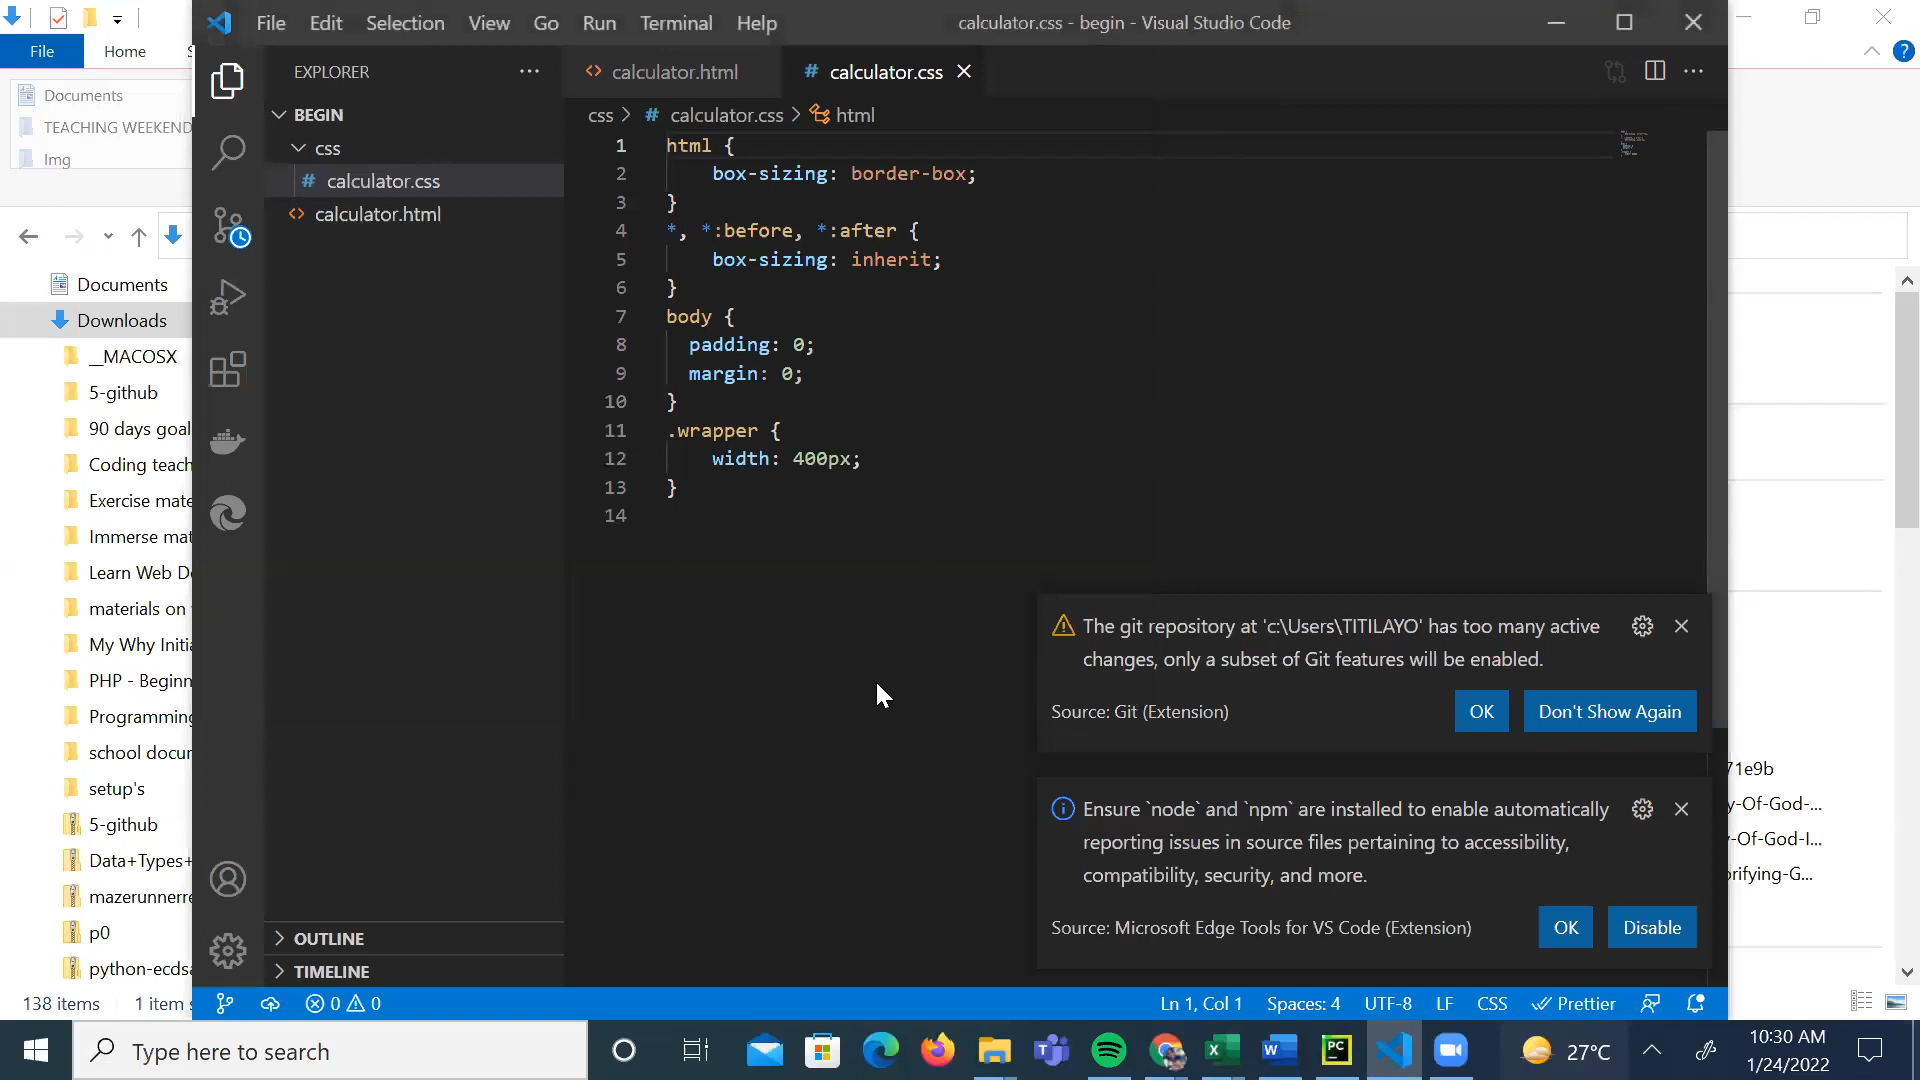 File Edit Selection View Go Run Terminal Help
calculator.css - begin - Visual Studio Code
File Home
Documents
TEACHING WEEKEND
Img
EXPLORER
calculator.html
# calculator.css
BEGIN
css
# calculator.css
calculator.html
css > # calculator.css > html
1 html {
2 box-sizing: border-box;
3 }
4 *, *:before, *:after {
5 box-sizing: inherit;
6 }
7 body {
8 padding: 0;
9 margin: 0;
10 }
11 .wrapper {
12 width: 400px;
13 }
14
Documents
Downloads
__MACOSX
5-github
90 days goal
Coding teach
Exercise mate
Immerse mat
Learn Web De
materials on
My Why Initia
PHP - Beginn
Programming
school docum
setup's
5-github
Data+Types+
mazerunnerre
p0
python-ecdsa
138 items 1 item s
The git repository at 'c:\Users\TITILAYO' has too many active
changes, only a subset of Git features will be enabled.
Source: Git (Extension)
OK
Don't Show Again
Ensure `node` and `npm` are installed to enable automatically
reporting issues in source files pertaining to accessibility,
compatibility, security, and more.
Source: Microsoft Edge Tools for VS Code (Extension)
OK
Disable
71e9b
y-Of-God-...
-Of-God-I...
orifying-G...
OUTLINE
TIMELINE
0 0
Ln 1, Col 1 Spaces: 4 UTF-8 LF CSS Prettier
Type here to search
27°C
10:30 AM
1/24/2022